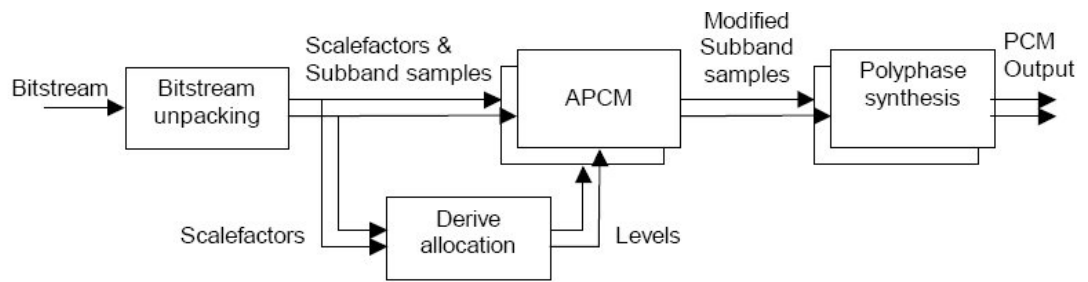 Bitstream
Bitstream
unpacking
Scalefactors &
Subband samples
APCM
Modified
Subband
samples
Polyphase
synthesis
PCM
Output
Scalefactors
Derive
allocation
Levels